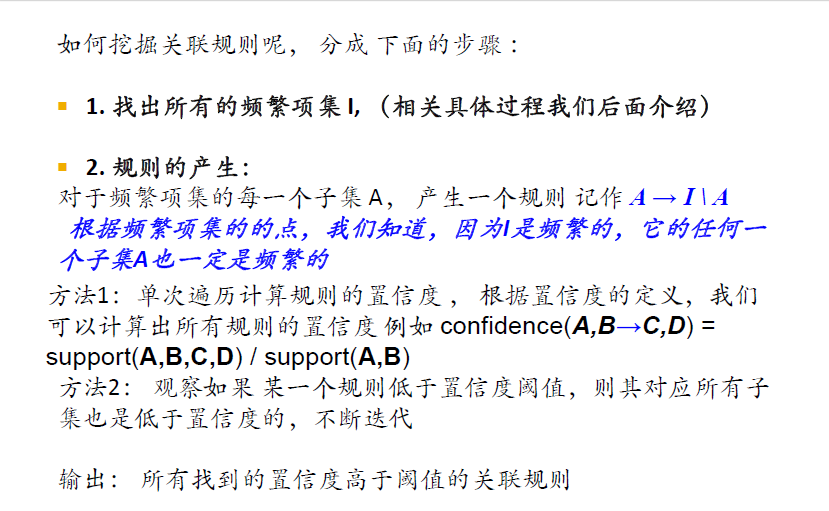 如何挖掘关联规则呢， 分成 下面的步骤：
1. 找出所有的频繁项集 I, （相关具体过程我们后面介绍）
2. 规则的产生：
对于频繁项集的每一个子集 A， 产生一个规则 记作 A → I \ A
根据频繁项集的的点，我们知道，因为I是频繁的，它的任何一
个子集A也一定是频繁的
方法1：单次遍历计算规则的置信度 ， 根据置信度的定义，我们
可以计算出所有规则的置信度 例如 confidence(A,B→C,D) =
support(A,B,C,D) / support(A,B)
方法2： 观察如果 某一个规则低于置信度阈值，则其对应所有子
集也是低于置信度的，不断迭代
输出： 所有找到的置信度高于阈值的关联规则